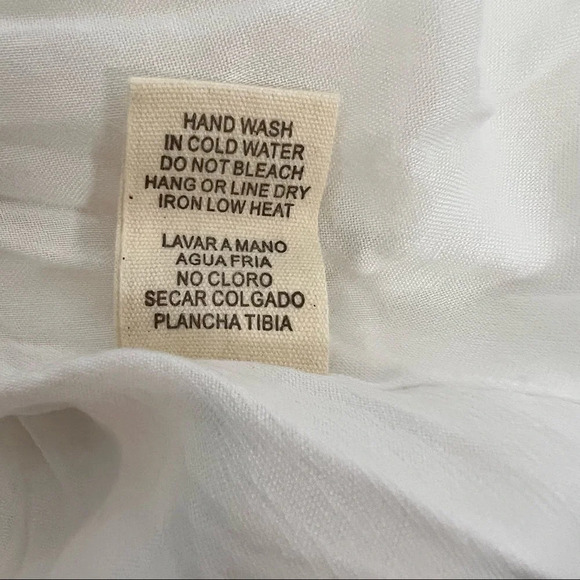 HAND WASH
IN COLD WATER
DO NOT BLEACH
HANG OR LINE DRY
IRON LOW HEAT
LAVAR A MANO
AGUA FRIA
NO CLORO
SECAR COLGADO
PLANCHA TIBIA